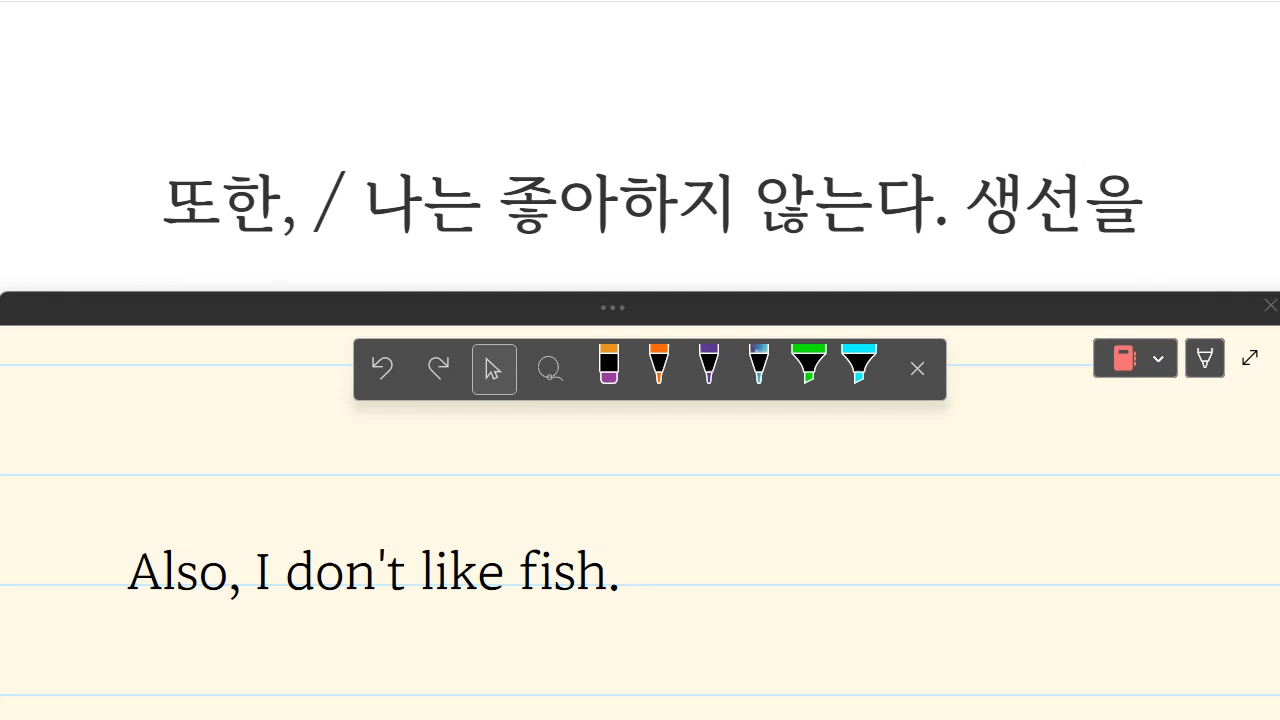 또한, / 나는 좋아하지 않는다. 생선을
Also, I don't like fish.